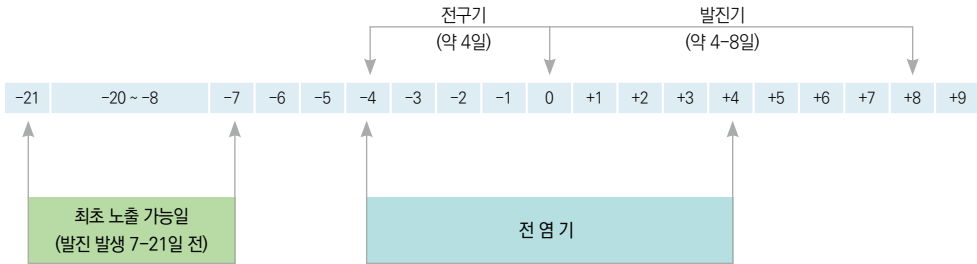 전구기
(약 4일)
발진기
(약 4-8일)
-21 -20 ~ -8 -7 -6 -5 -4 -3 -2 -1 0 +1 +2 +3 +4 +5 +6 +7 +8 +9
최초 노출 가능일
(발진 발생 7-21일 전)
전 염 기